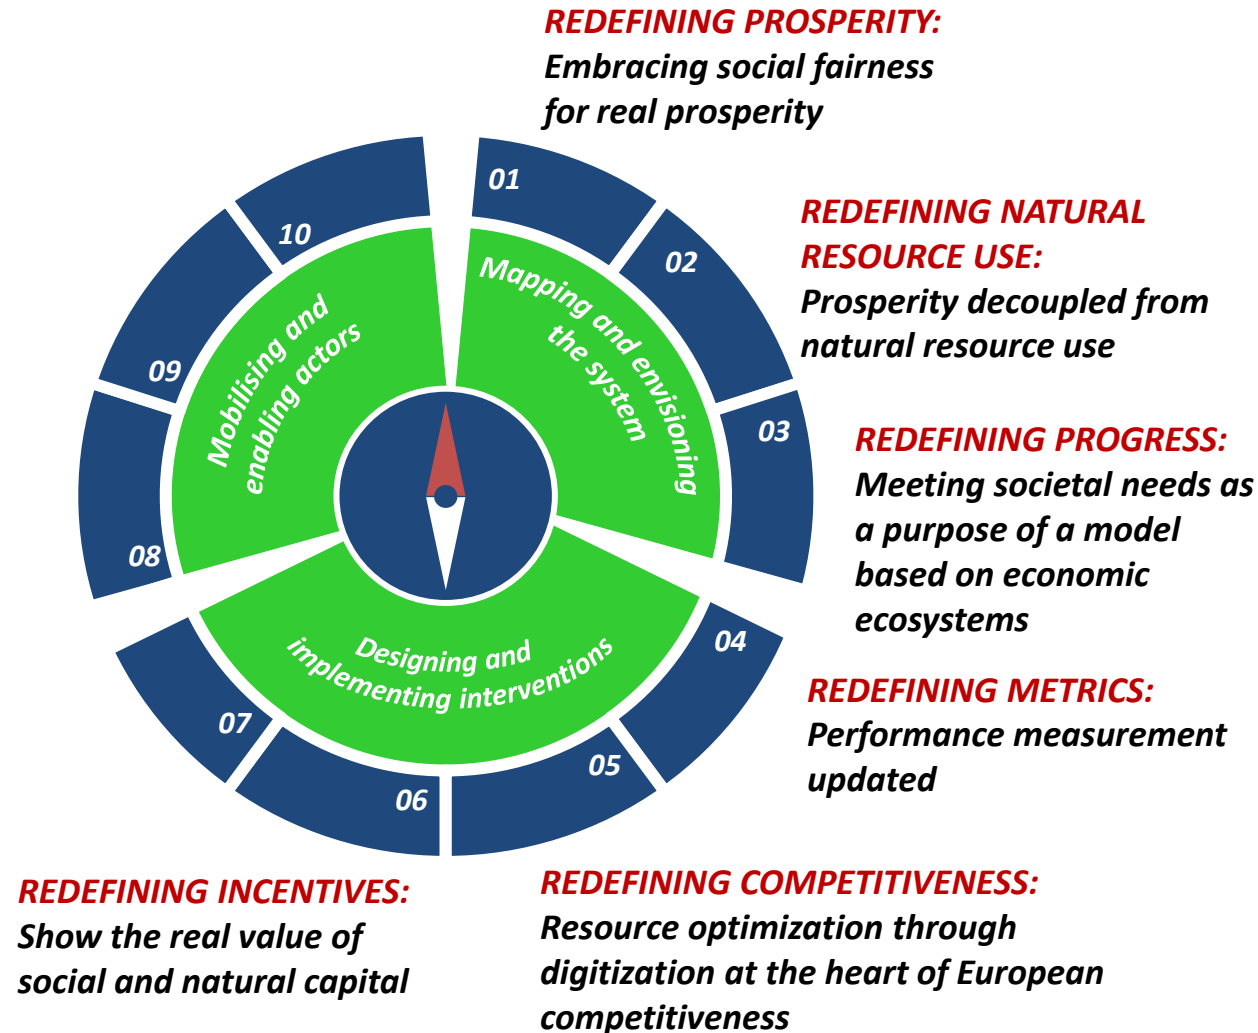 REDEFINING PROSPERITY:
Embracing social fairness
for real prosperity
01
10
02
REDEFINING NATURAL
RESOURCE USE:
Prosperity decoupled from
natural resource use
Mapping and envisioning
the system
Mobilising and
enabling actors
09
03
REDEFINING PROGRESS:
Meeting societal needs as
a purpose of a model
based on economic
ecosystems
08
04
Designing and
implementing interventions
REDEFINING METRICS:
Performance measurement
updated
07
05
06
REDEFINING INCENTIVES:
Show the real value of
social and natural capital
REDEFINING COMPETITIVENESS:
Resource optimization through
digitization at the heart of European
competitiveness